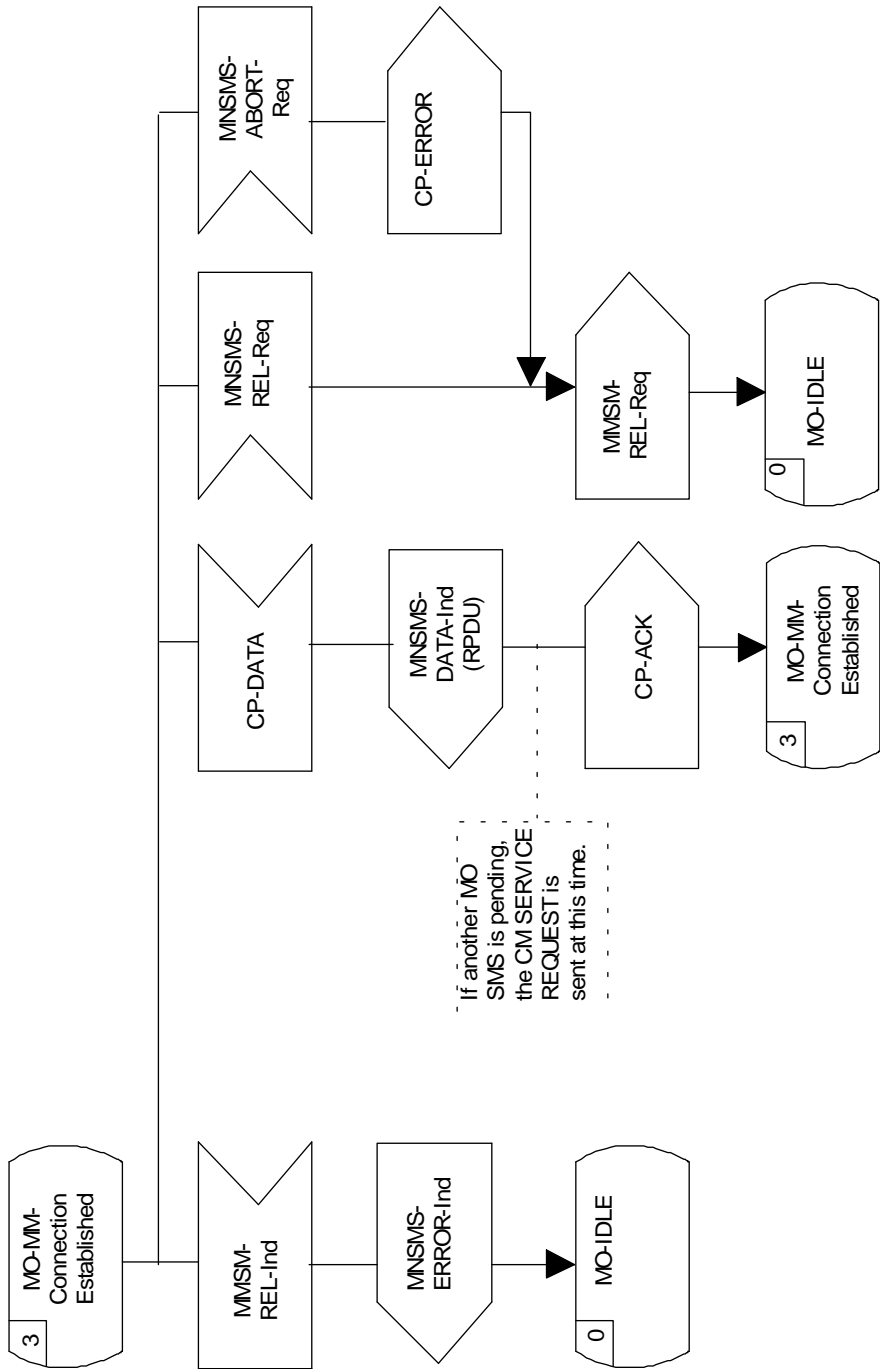 3
MO-MM-
Connection
Established
MMSM-
REL-Ind
MNSMS-
ERROR-Ind
0
MO-IDLE
CP-DATA
MNSMS-
DATA-Ind
(RPDU)
If another MO
SMS is pending,
the CM SERVICE
REQUEST is
sent at this time.
CP-ACK
3
MO-MM-
Connection
Established
MNSMS-
REL-Req
MNSMS-
ABORT-
Req
CP-ERROR
MMSM-
REL-Req
0
MO-IDLE